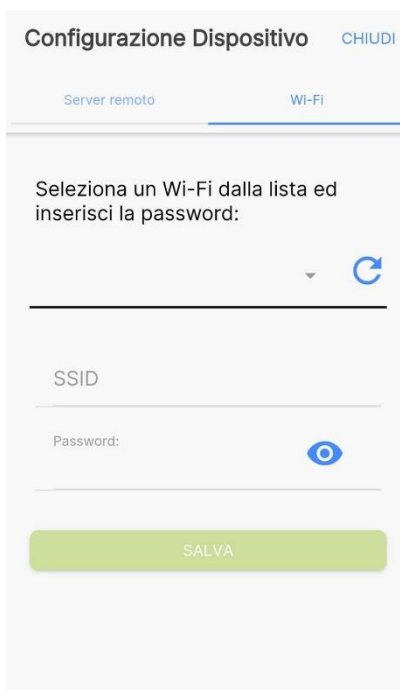 Configurazione Dispositivo CHIUDI
Server remoto Wi-Fi
Seleziona un Wi-Fi dalla lista ed
inserisci la password:
SSID
Password:
SALVA